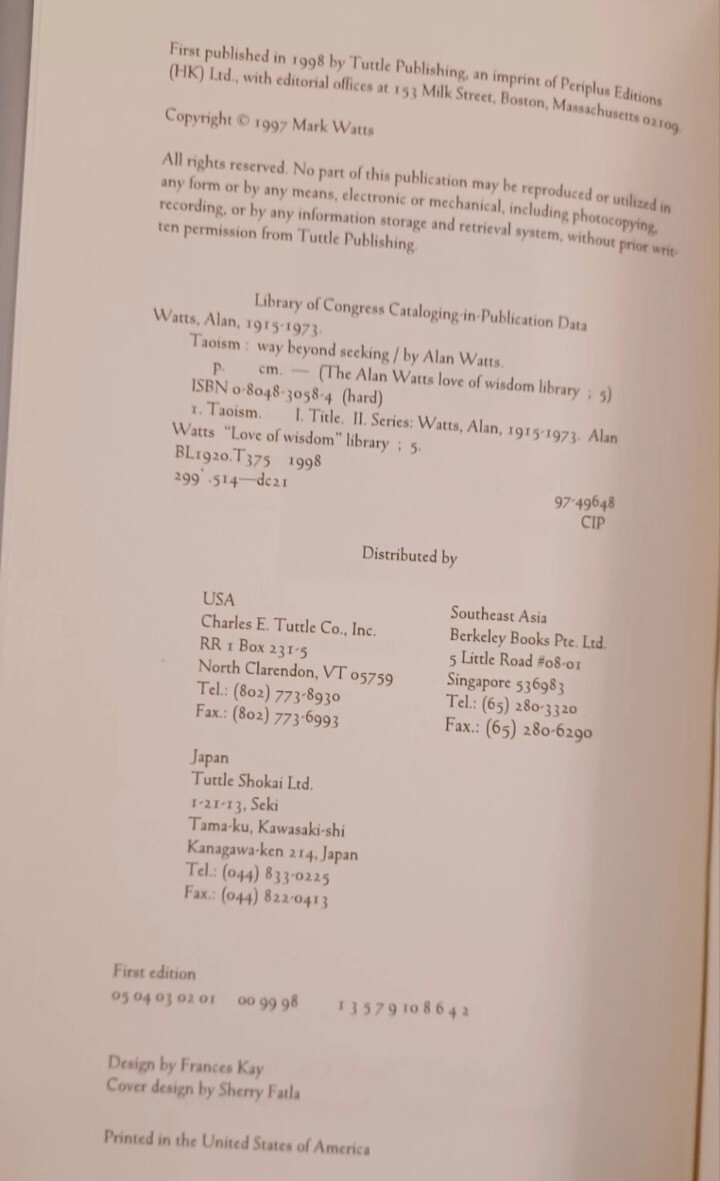 First published in 1998 by Tuttle Publishing, an imprint of Periplus Editions
(HK) Ltd., with editorial offices at 153 Milk Street, Boston, Massachusetts 02109.
Copyright © 1997 Mark Watts
All rights reserved. No part of this publication may be reproduced or utilized in
any form or by any means, electronic or mechanical, including photocopying,
recording, or by any information storage and retrieval system, without prior writ-
ten permission from Tuttle Publishing.
Library of Congress Cataloging-in-Publication Data
Watts, Alan, 1915-1973.
Taoism : way beyond seeking / by Alan Watts.
p. cm. — (The Alan Watts love of wisdom library ; 5)
ISBN 0-8048-3058-4 (hard)
1. Taoism. I. Title. II. Series: Watts, Alan, 1915-1973. Alan
Watts "Love of wisdom" library ; 5.
BL1920.T375 1998
299'.514—dc21
97-49648
CIP
Distributed by
USA
Charles E. Tuttle Co., Inc.
RR 1 Box 231-5
North Clarendon, VT 05759
Tel.: (802) 773-8930
Fax.: (802) 773-6993
Southeast Asia
Berkeley Books Pte. Ltd.
5 Little Road #08-01
Singapore 536983
Tel.: (65) 280-3320
Fax.: (65) 280-6290
Japan
Tuttle Shokai Ltd.
1-21-13, Seki
Tama-ku, Kawasaki-shi
Kanagawa-ken 214, Japan
Tel.: (044) 833-0225
Fax.: (044) 822-0413
First edition
05 04 03 02 01 00 99 98 1 3 5 7 9 10 8 6 4 2
Design by Frances Kay
Cover design by Sherry Fatla
Printed in the United States of America